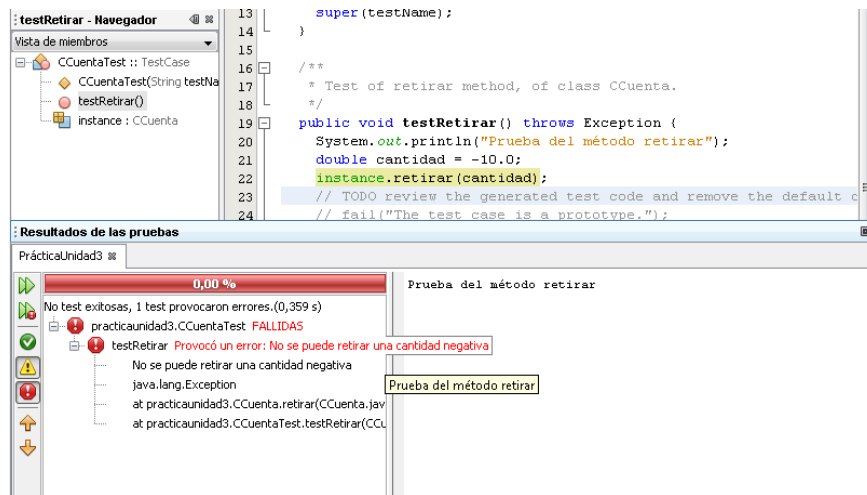 testRetirar - Navegador
Vista de miembros
CCuentaTest :: TestCase
CCuentaTest(String testNa
testRetirar()
instance : CCuenta
13 super(testName);
14 }
15
16 /**
17 * Test of retirar method, of class CCuenta.
18 */
19 public void testRetirar() throws Exception {
20 System.out.println("Prueba del método retirar");
21 double cantidad = -10.0;
22 instance.retirar(cantidad);
23 // TODO review the generated test code and remove the default c
24 // fail("The test case is a prototype.");
Resultados de las pruebas
PrácticaUnidad3
0,00 %
No test exitosas, 1 test provocaron errores.(0,359 s)
practicaunidad3.CCuentaTest FALLIDAS
testRetirar Provocó un error: No se puede retirar una cantidad negativa
No se puede retirar una cantidad negativa
java.lang.Exception
at practicaunidad3.CCuenta.retirar(CCuenta.jav
at practicaunidad3.CCuentaTest.testRetirar(CCu
Prueba del método retirar
Prueba del método retirar